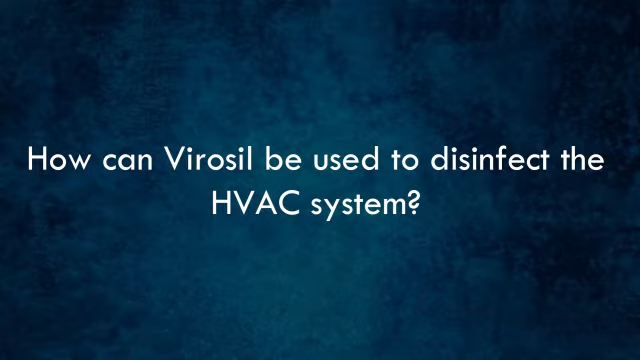 How can Virosil be used to disinfect the
HVAC system?